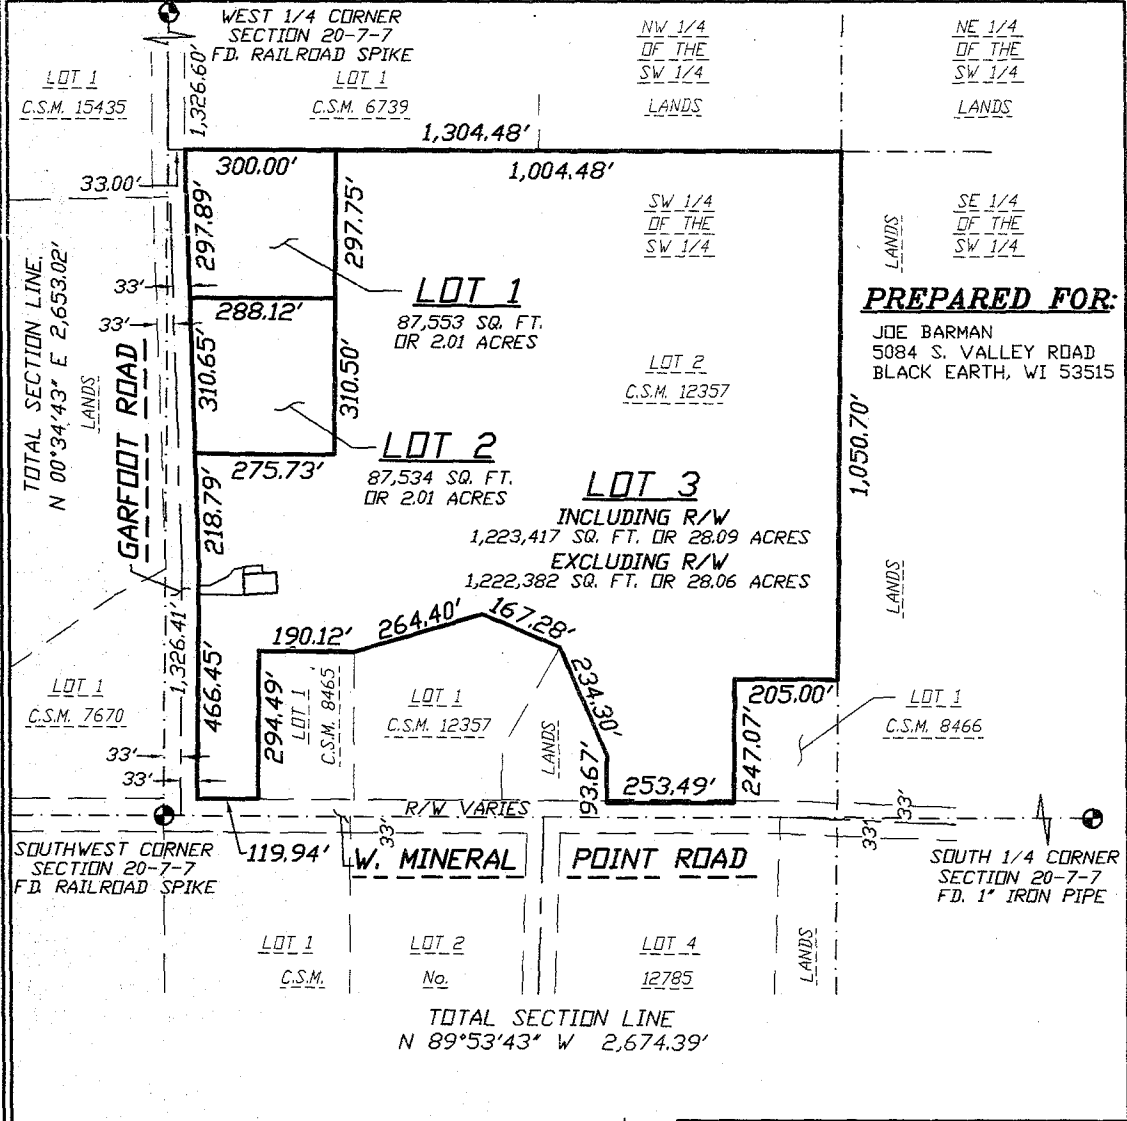 WEST 1/4 CORNER
SECTION 20-7-7
FD. RAILROAD SPIKE
1,326.60'
LOT 1
C.S.M. 15435
LOT 1
C.S.M. 6739
NW 1/4
OF THE
SW 1/4
LANDS
NE 1/4
OF THE
SW 1/4
LANDS
1,304.48'
300.00'
1,004.48'
33.00'
297.89'
297.75'
SW 1/4
OF THE
SW 1/4
LANDS
SE 1/4
OF THE
SW 1/4
TOTAL SECTION LINE,
N 00°34'43" E 2,653.02'
33'
33'
288.12'
LOT 1
87,553 SQ. FT.
OR 2.01 ACRES
PREPARED FOR:
JOE BARMAN
5084 S. VALLEY ROAD
BLACK EARTH, WI 53515
LANDS
GARFOOT ROAD
310.65'
310.50'
LOT 2
C.S.M. 12357
1,050.70'
275.73'
LOT 2
87,534 SQ. FT.
OR 2.01 ACRES
218.79'
LOT 3
INCLUDING R/W
1,223,417 SQ. FT. OR 28.09 ACRES
EXCLUDING R/W
1,222,382 SQ. FT. OR 28.06 ACRES
LANDS
1,326.41'
466.45'
190.12'
264.40'
167.28'
234.30'
LOT 1
C.S.M. 7670
294.49'
LOT 1
C.S.M. 8465
LOT 1
C.S.M. 12357
LANDS
93.67'
253.49'
247.07'
205.00'
LOT 1
C.S.M. 8466
33'
33'
R/W VARIES
33'
33'
33'
SOUTHWEST CORNER
SECTION 20-7-7
FD. RAILROAD SPIKE
119.94'
W. MINERAL POINT ROAD
SOUTH 1/4 CORNER
SECTION 20-7-7
FD. 1" IRON PIPE
LOT 1
C.S.M.
LOT 2
No.
LOT 4
12785
LANDS
TOTAL SECTION LINE
N 89°53'43" W 2,674.39'